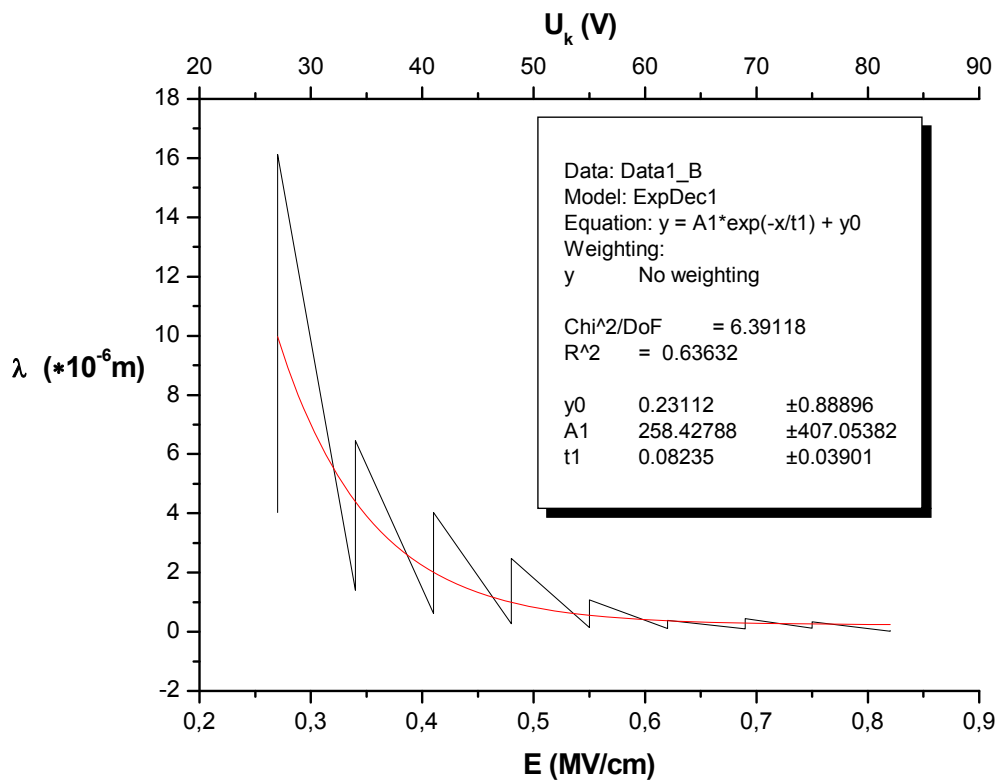 U_k (V)
20 30 40 50 60 70 80 90
18
16
14
12
10
8
6
4
2
0
-2
λ (*10^-6 m)
Data: Data1_B
Model: ExpDec1
Equation: y = A1*exp(-x/t1) + y0
Weighting:
y No weighting
Chi^2/DoF = 6.39118
R^2 = 0.63632
y0 0.23112 ±0.88896
A1 258.42788 ±407.05382
t1 0.08235 ±0.03901
0,2 0,3 0,4 0,5 0,6 0,7 0,8 0,9
E (MV/cm)